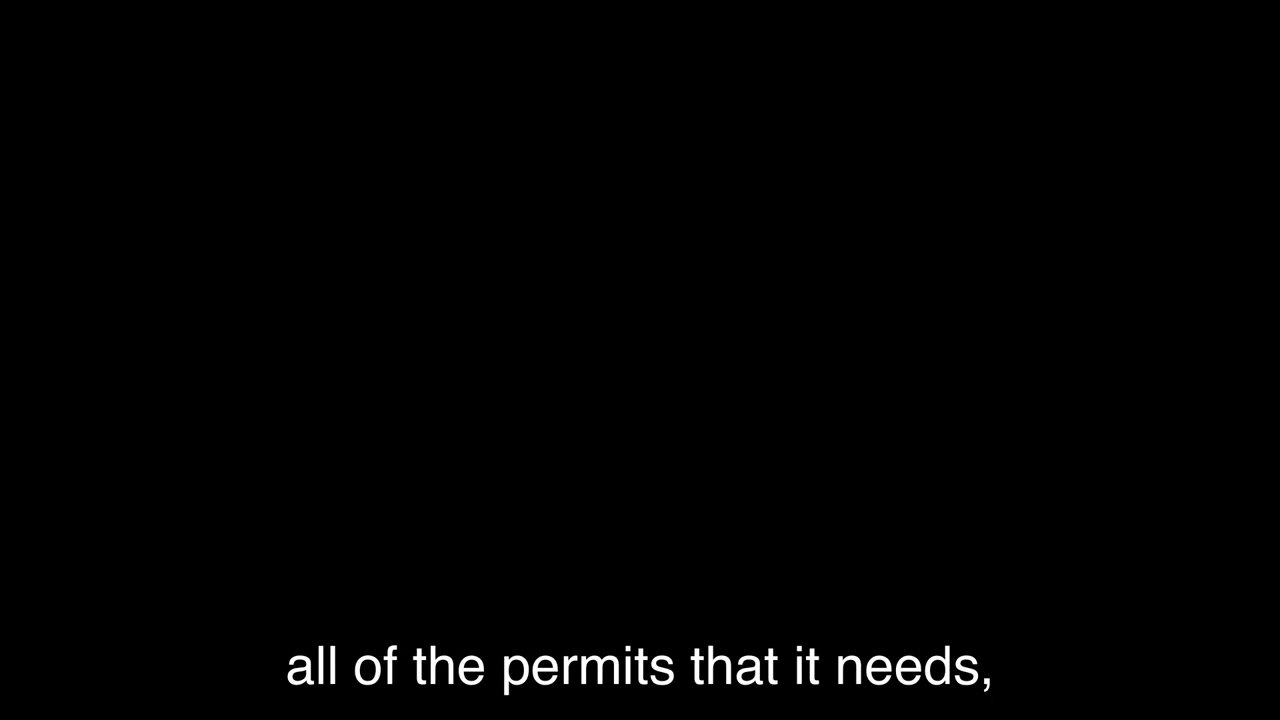 all of the permits that it needs,